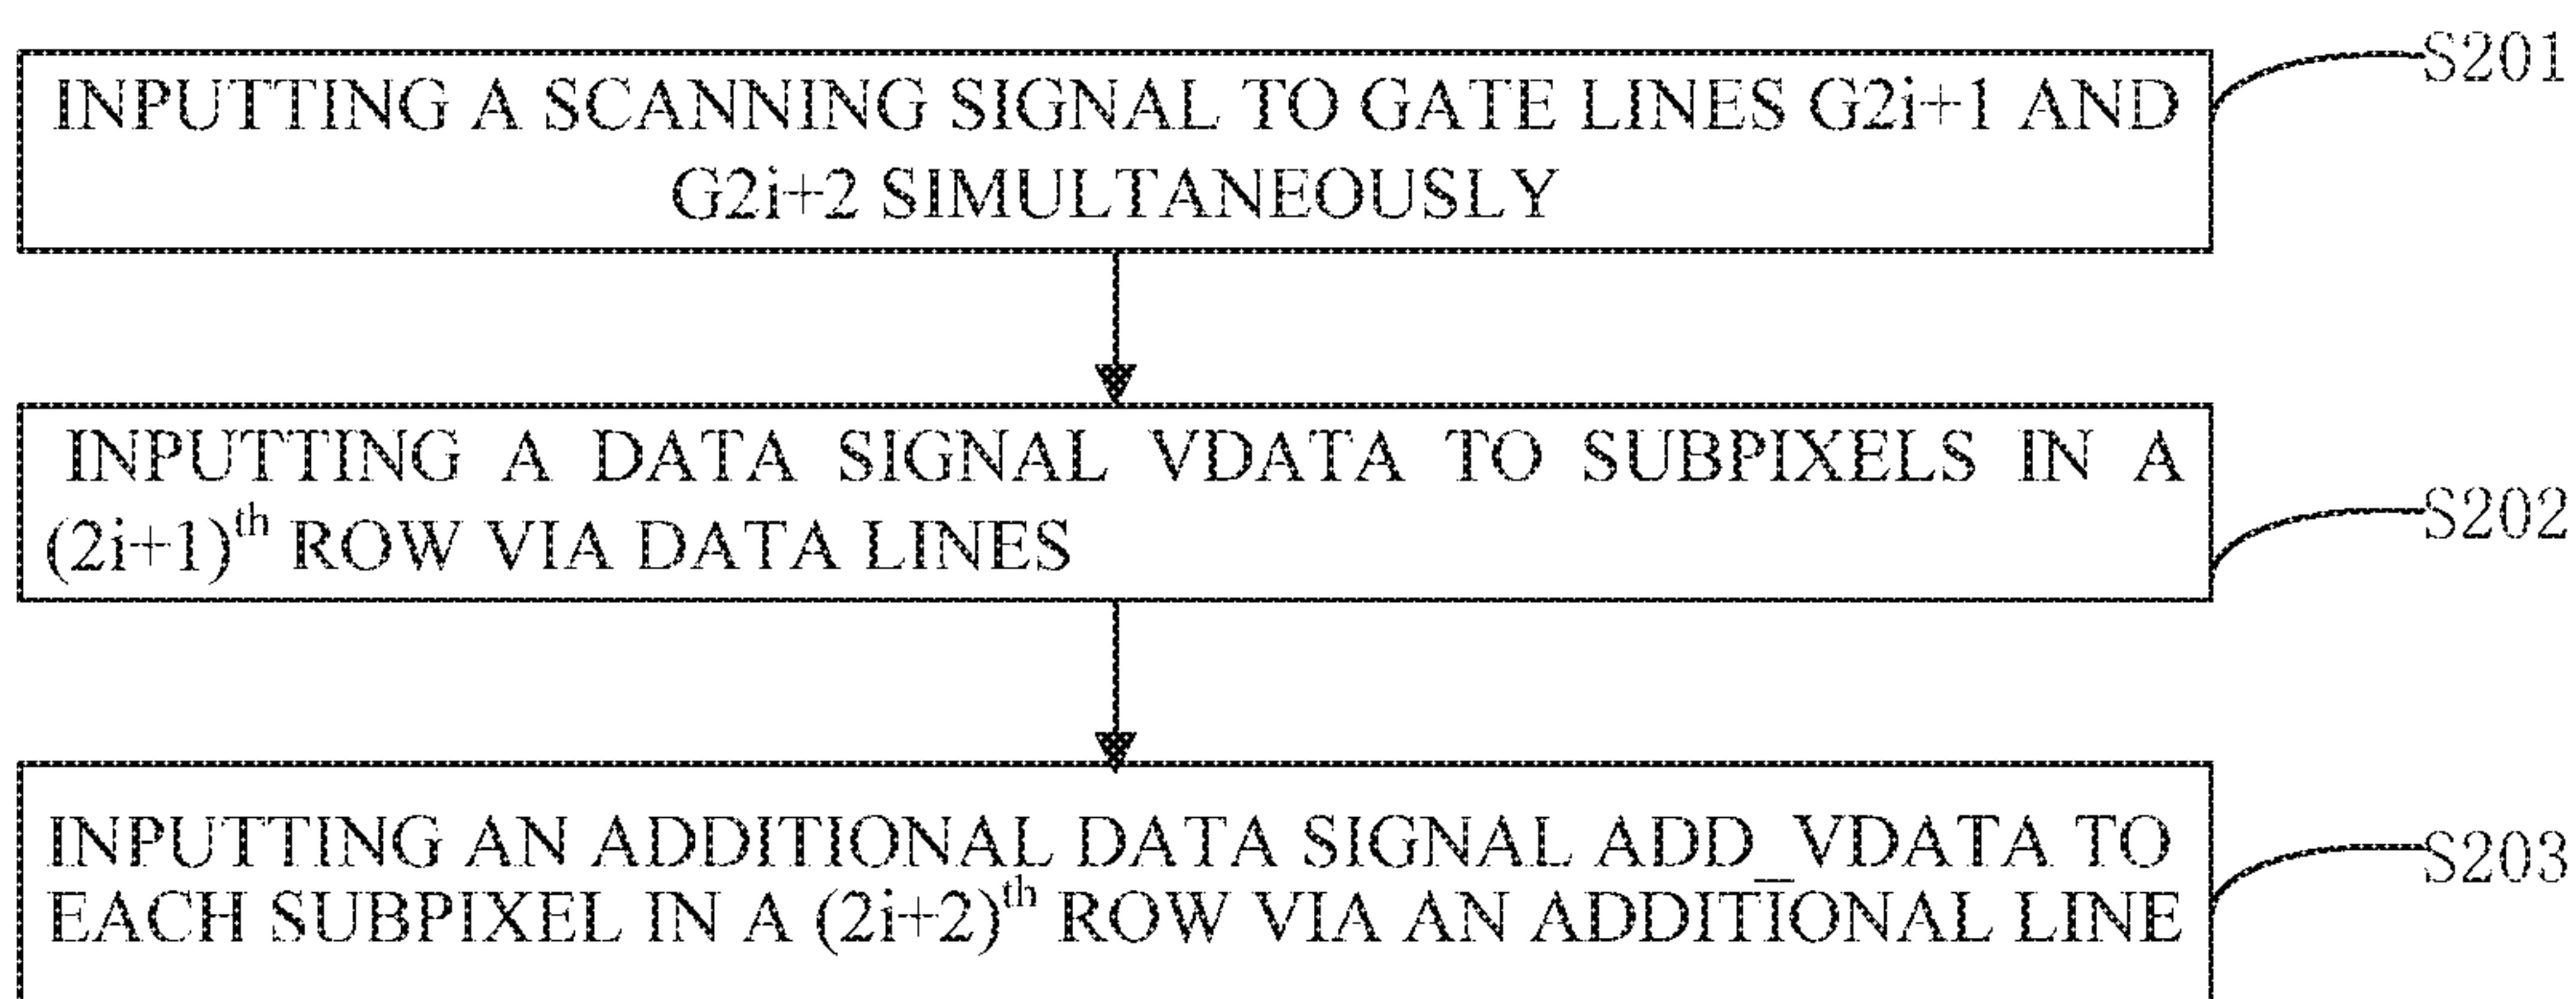 INPUTTING A SCANNING SIGNAL TO GATE LINES G2i+1 AND
G2i+2 SIMULTANEOUSLY
S201
INPUTTING A DATA SIGNAL VDATA TO SUBPIXELS IN A
(2i+1)th ROW VIA DATA LINES
S202
INPUTTING AN ADDITIONAL DATA SIGNAL ADD_VDATA TO
EACH SUBPIXEL IN A (2i+2)th ROW VIA AN ADDITIONAL LINE
S203